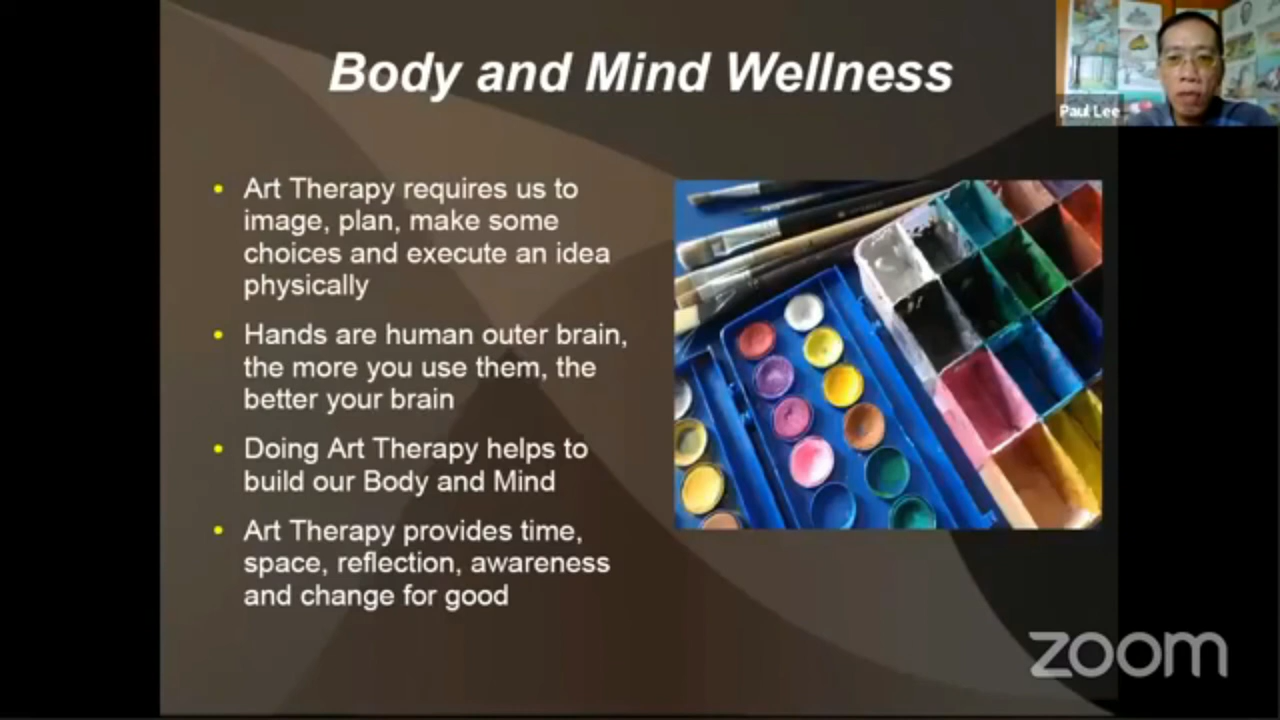 Body and Mind Wellness
Paul Lee
• Art Therapy requires us to
image, plan, make some
choices and execute an idea
physically
• Hands are human outer brain,
the more you use them, the
better your brain
• Doing Art Therapy helps to
build our Body and Mind
• Art Therapy provides time,
space, reflection, awareness
and change for good
zoom